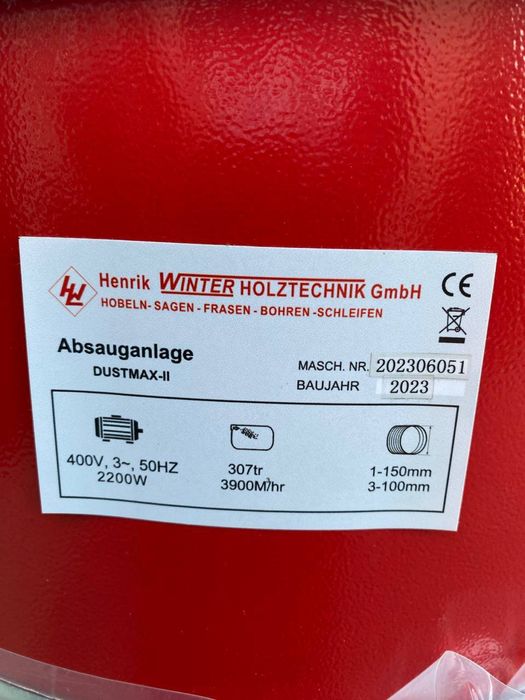 HW
Henrik WINTER HOLZTECHNIK GmbH
HOBELN- SAGEN - FRASEN - BOHREN -SCHLEIFEN
CE
Absauganlage
DUSTMAX-II
MASCH. NR. 202306051
BAUJAHR 2023
400V, 3~, 50HZ
2200W
307tr
3900M/hr
1-150mm
3-100mm